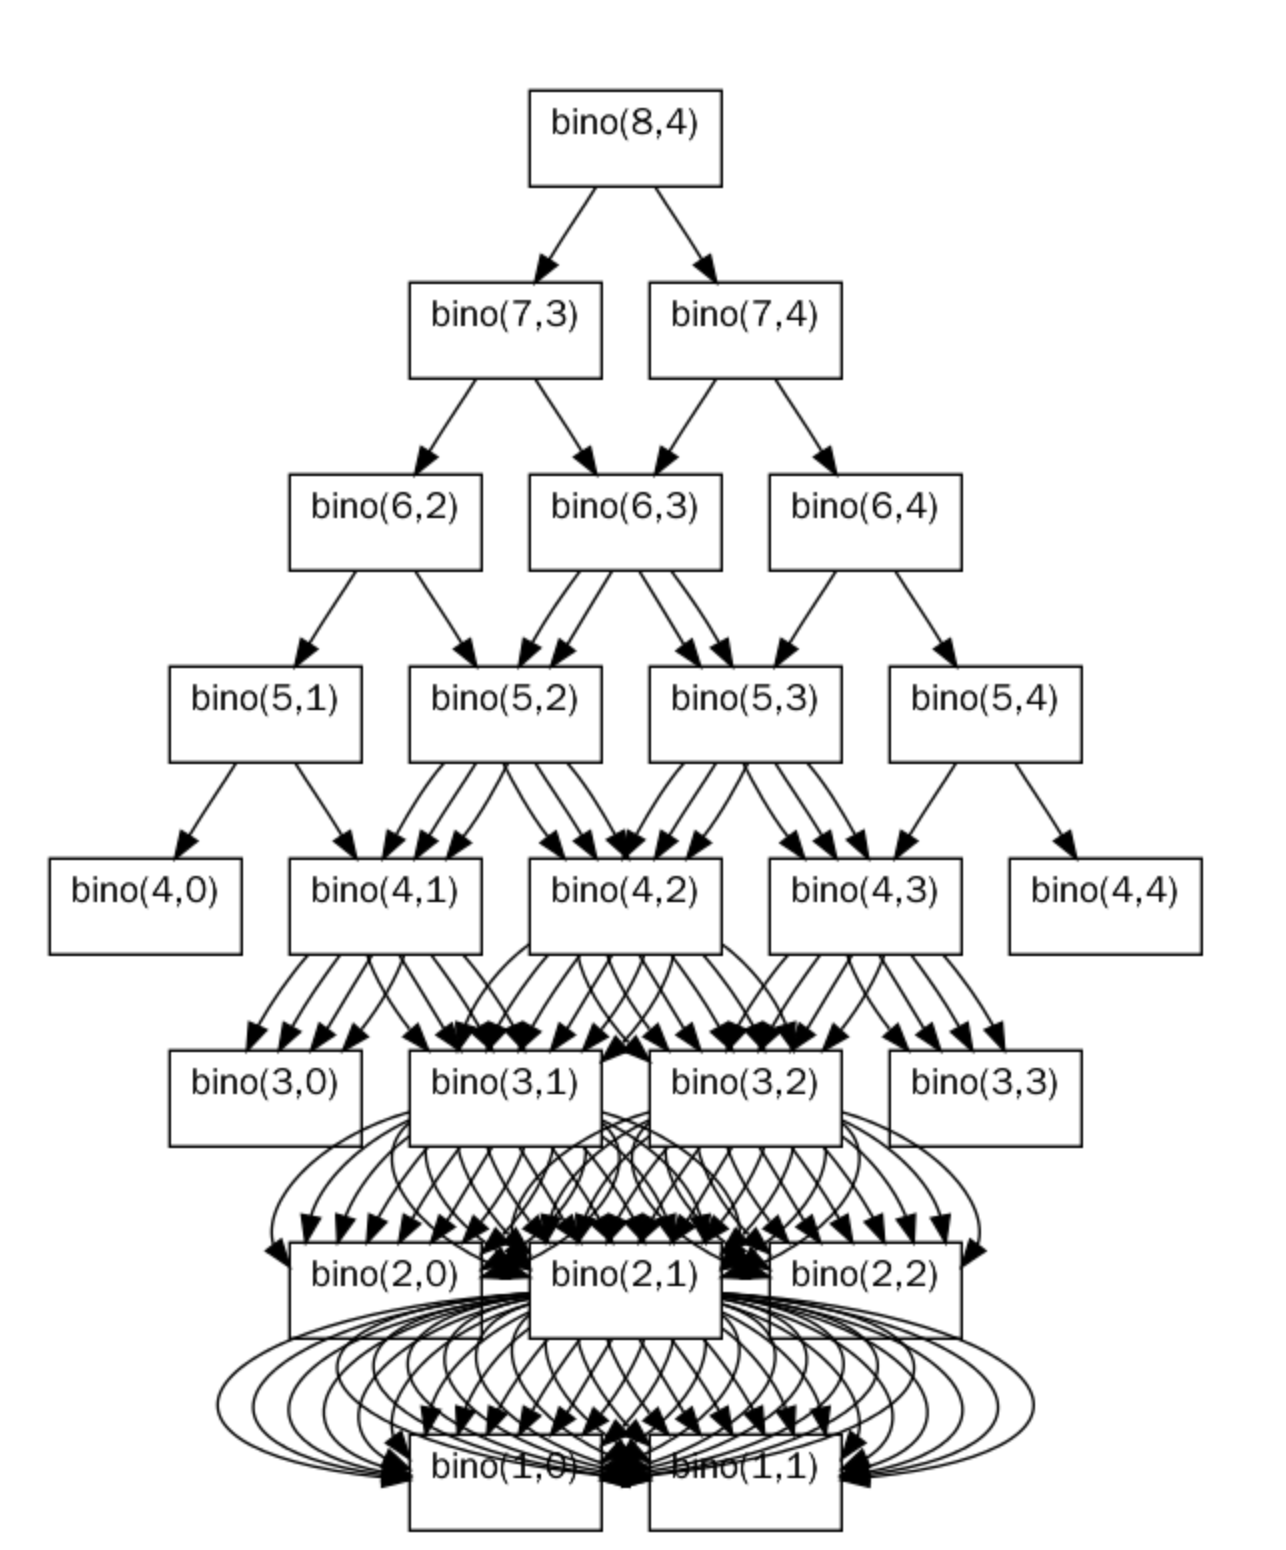 bino(8,4)
bino(7,3) bino(7,4)
bino(6,2) bino(6,3) bino(6,4)
bino(5,1) bino(5,2) bino(5,3) bino(5,4)
bino(4,0) bino(4,1) bino(4,2) bino(4,3) bino(4,4)
bino(3,0) bino(3,1) bino(3,2) bino(3,3)
bino(2,0) bino(2,1) bino(2,2)
bino(1,0) bino(1,1)